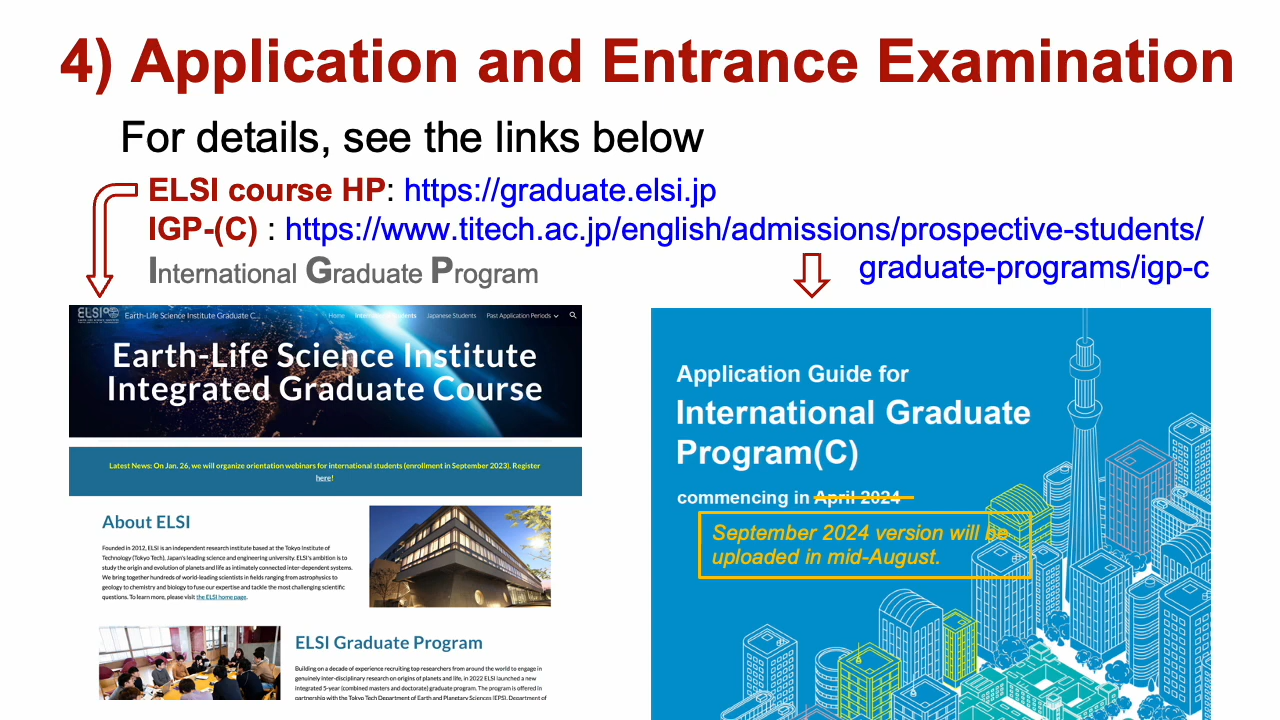 4) Application and Entrance Examination
For details, see the links below
ELSI course HP: https://graduate.elsi.jp
IGP-(C) : https://www.titech.ac.jp/english/admissions/prospective-students/
graduate-programs/igp-c
International Graduate Program
ELSI
Earth-Life Science Institute Graduate C...
Home
International Students
Japanese Students
Past Application Periods
Earth-Life Science Institute
Integrated Graduate Course
Latest News: On Jan. 26, we will organize orientation webinars for international students (enrollment in September 2023). Register
here!
About ELSI
Founded in 2012, ELSI is an independent research institute based at the Tokyo Institute of
Technology (Tokyo Tech), Japan's leading science and engineering university. ELSI's ambition is to
study the origin and evolution of planets and life as intimately connected inter-dependent systems.
We bring together hundreds of world-leading scientists in fields ranging from astrophysics to
geology to chemistry and biology to fuse our expertise and tackle the most challenging scientific
questions. To learn more, please visit the ELSI home page.
ELSI Graduate Program
Building on a decade of experience recruiting top researchers from around the world to engage in
genuinely inter-disciplinary research on origins of planets and life, in 2022 ELSI launched a new
integrated 5-year (combined masters and doctorate) graduate program. The program is offered in
partnership with the Tokyo Tech Department of Earth and Planetary Sciences (EPS), Department of
Application Guide for
International Graduate
Program(C)
commencing in April 2024
September 2024 version will be
uploaded in mid-August.